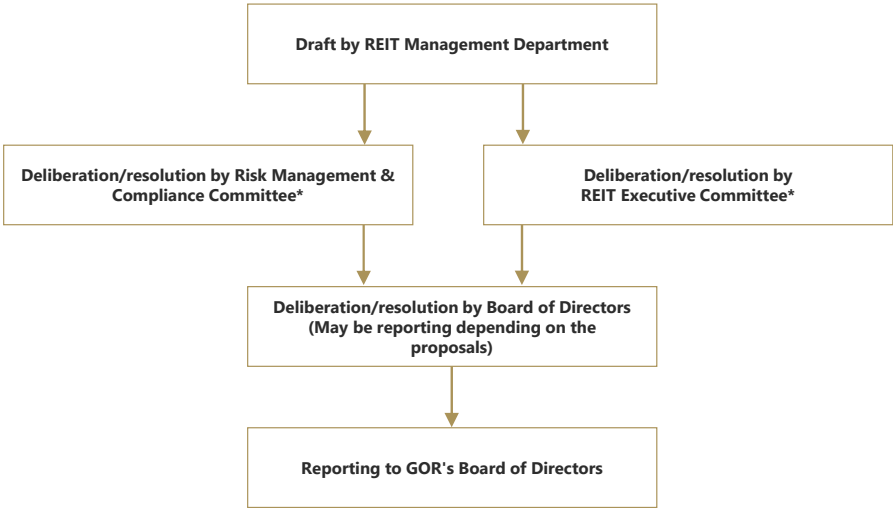 Draft by REIT Management Department
Deliberation/resolution by Risk Management &
Compliance Committee*
Deliberation/resolution by
REIT Executive Committee*
Deliberation/resolution by Board of Directors
(May be reporting depending on the
proposals)
Reporting to GOR's Board of Directors